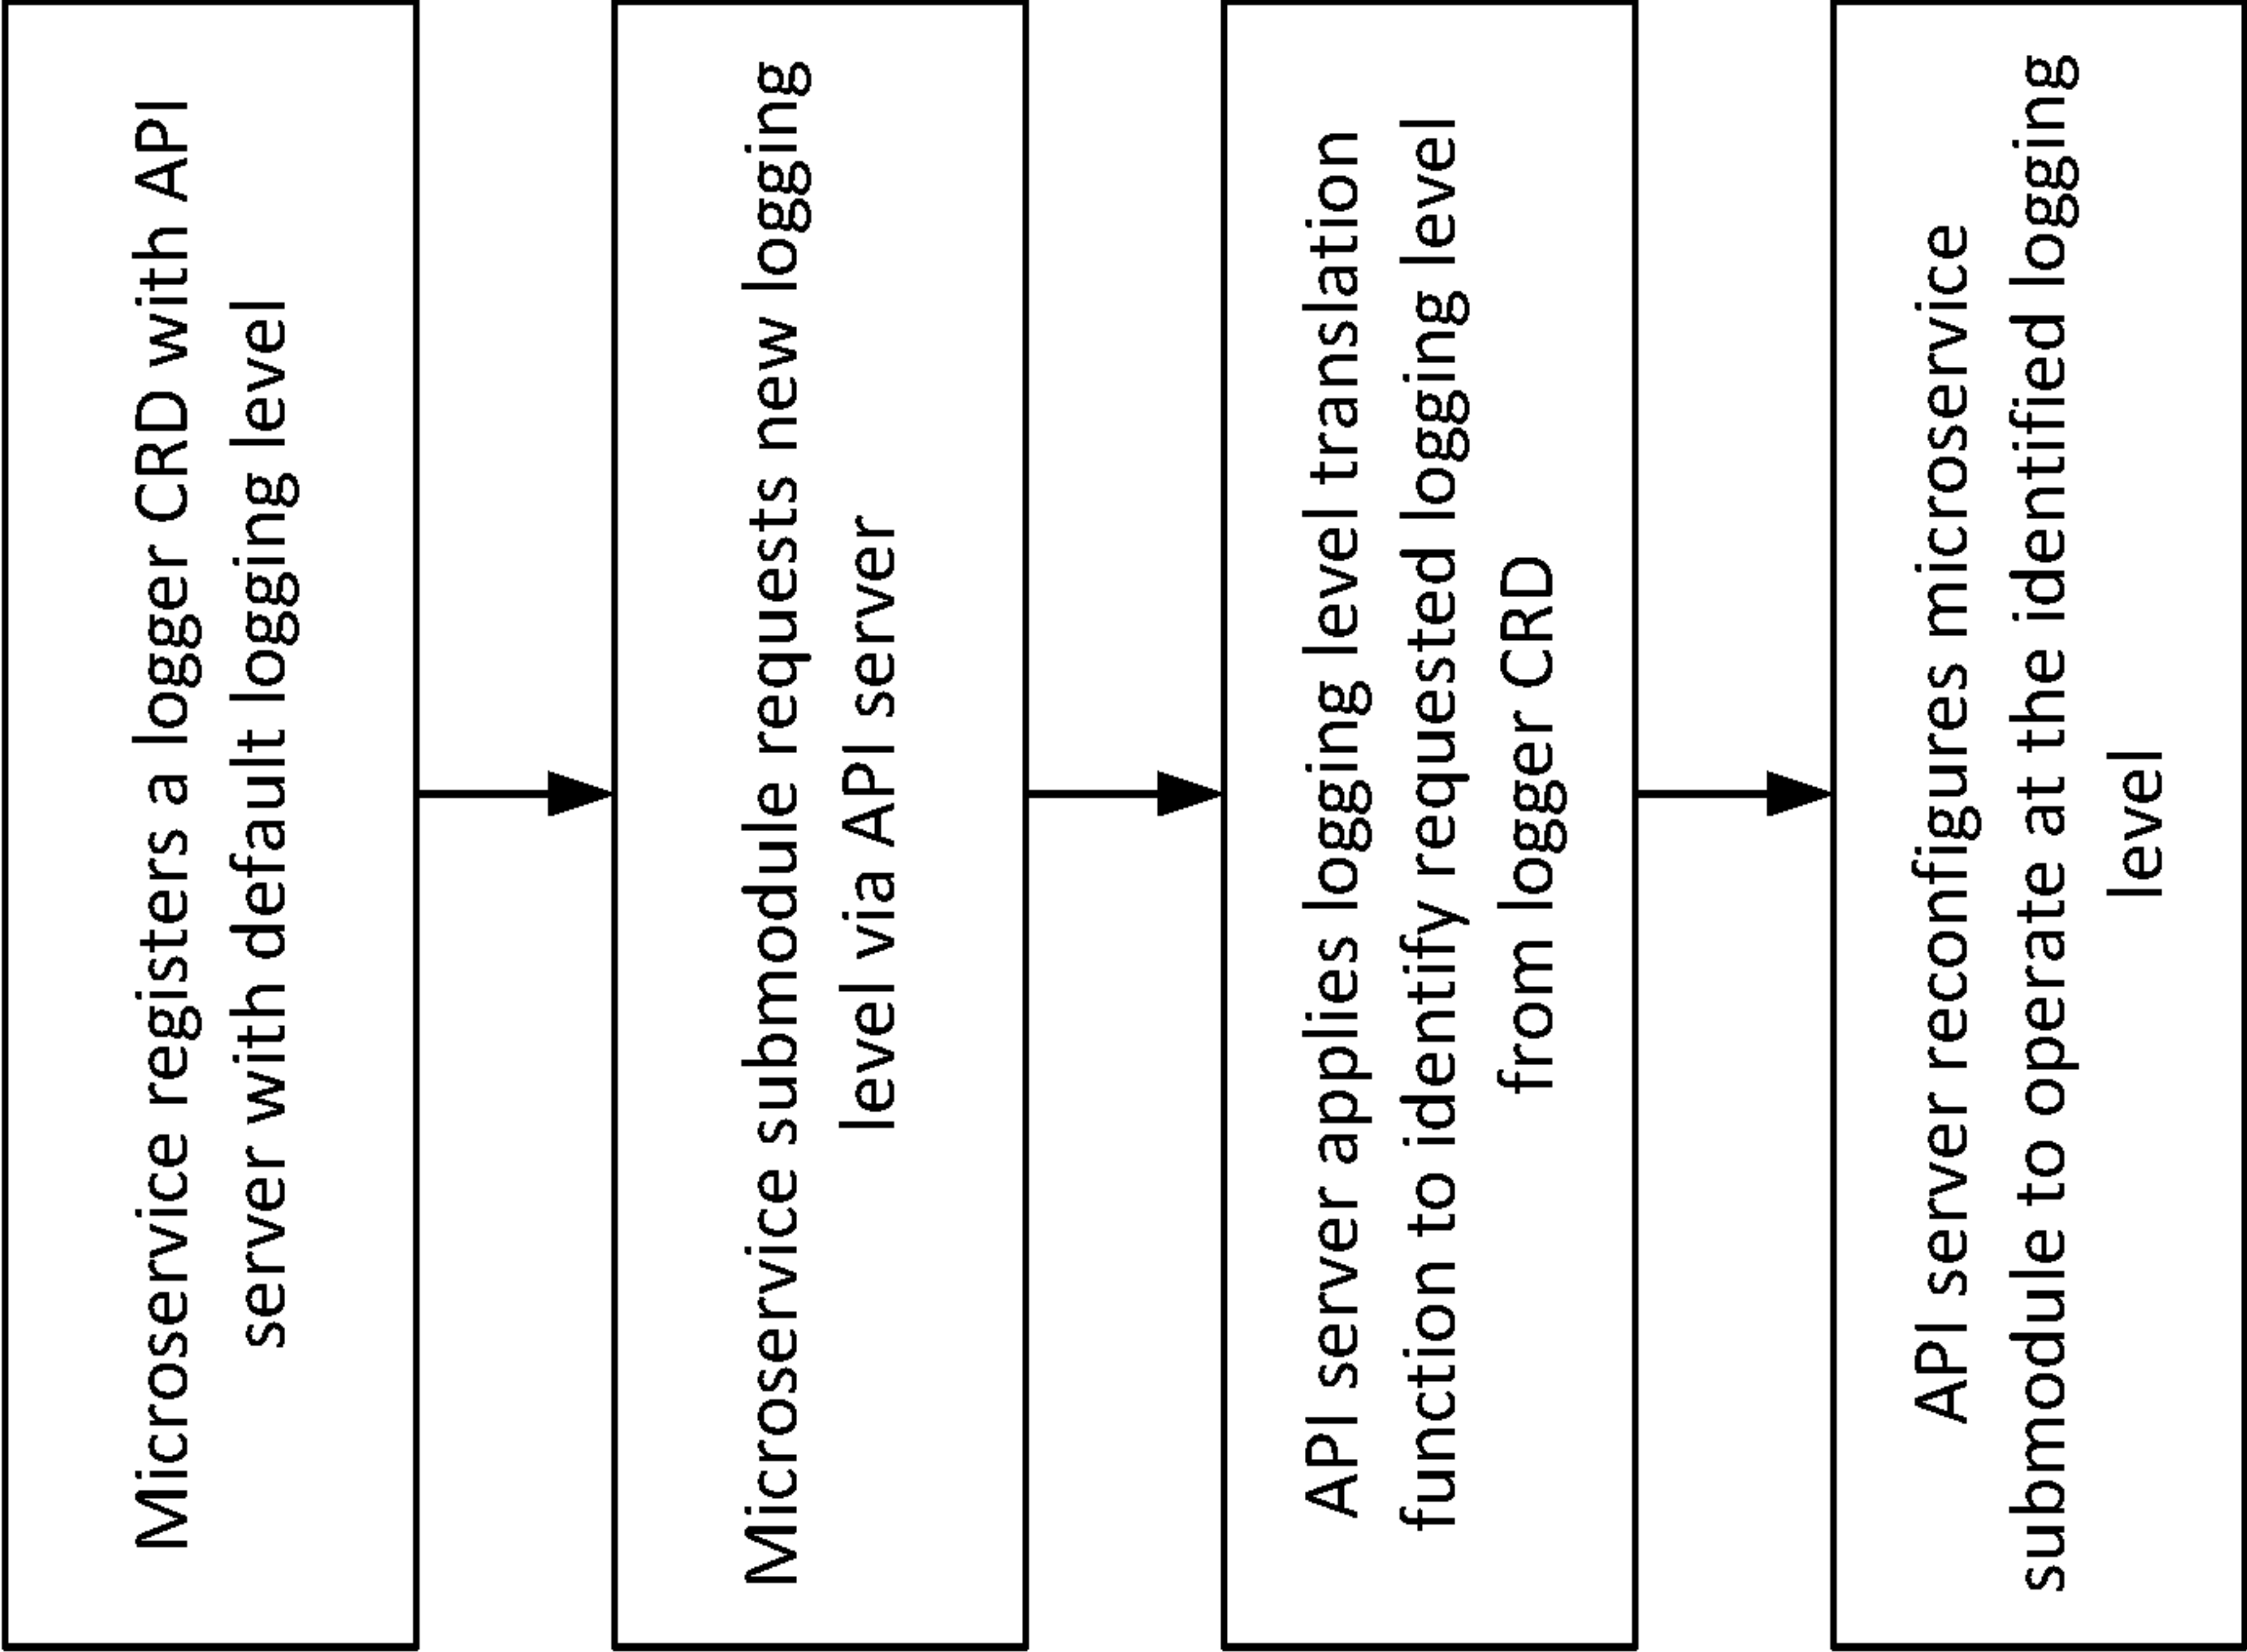 Microservice registers a logger CRD with API
server with default logging level
Microservice submodule requests new logging
level via API server
API server applies logging level translation
function to identify requested logging level
from logger CRD
API server reconfigures microservice
submodule to operate at the identified logging
level